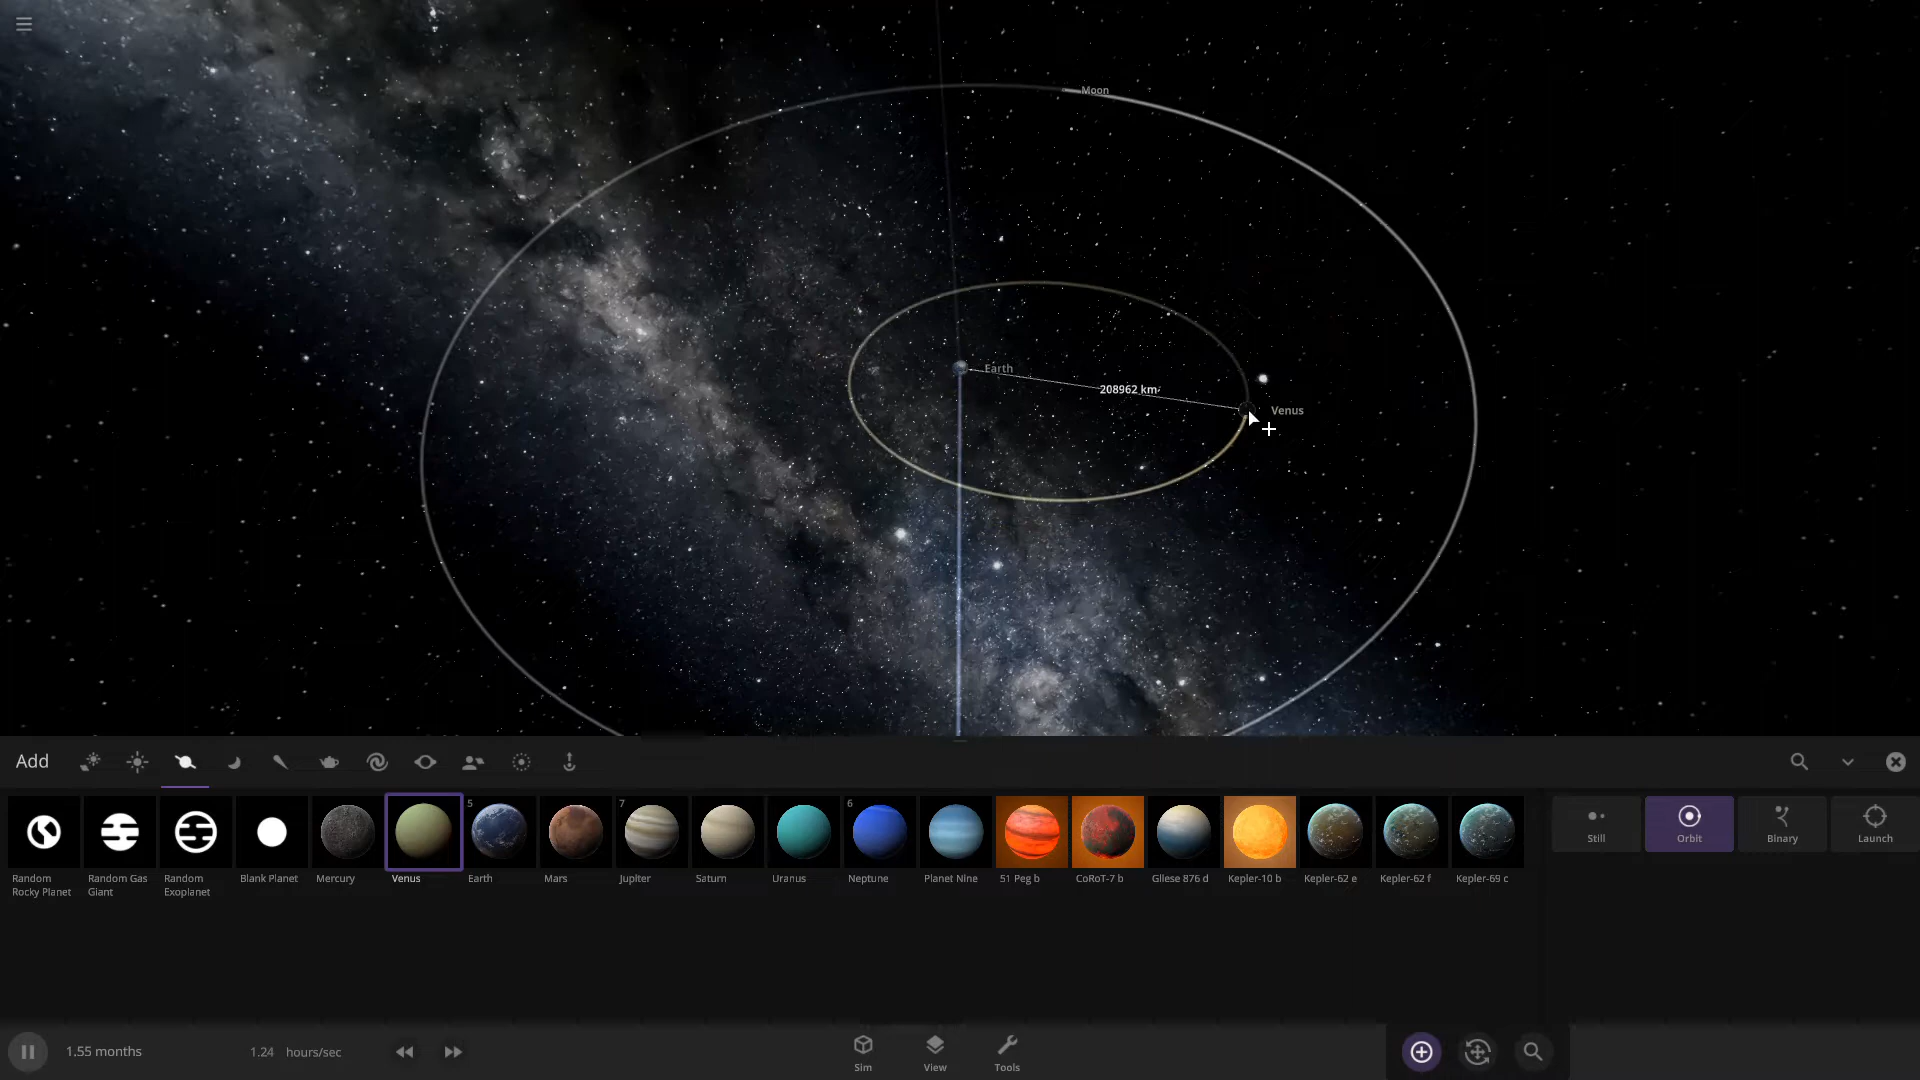 Moon
Earth
208962 km
Venus
Add
5
7
6
Random Rocky Planet
Random Gas Giant
Random Exoplanet
Blank Planet
Mercury
Venus
Earth
Mars
Jupiter
Saturn
Uranus
Neptune
Planet Nine
51 Peg b
CoRoT-7 b
Gliese 876 d
Kepler-10 b
Kepler-62 e
Kepler-62 f
Kepler-69 c
Still
Orbit
Binary
Launch
1.55 months
1.24 hours/sec
Sim
View
Tools